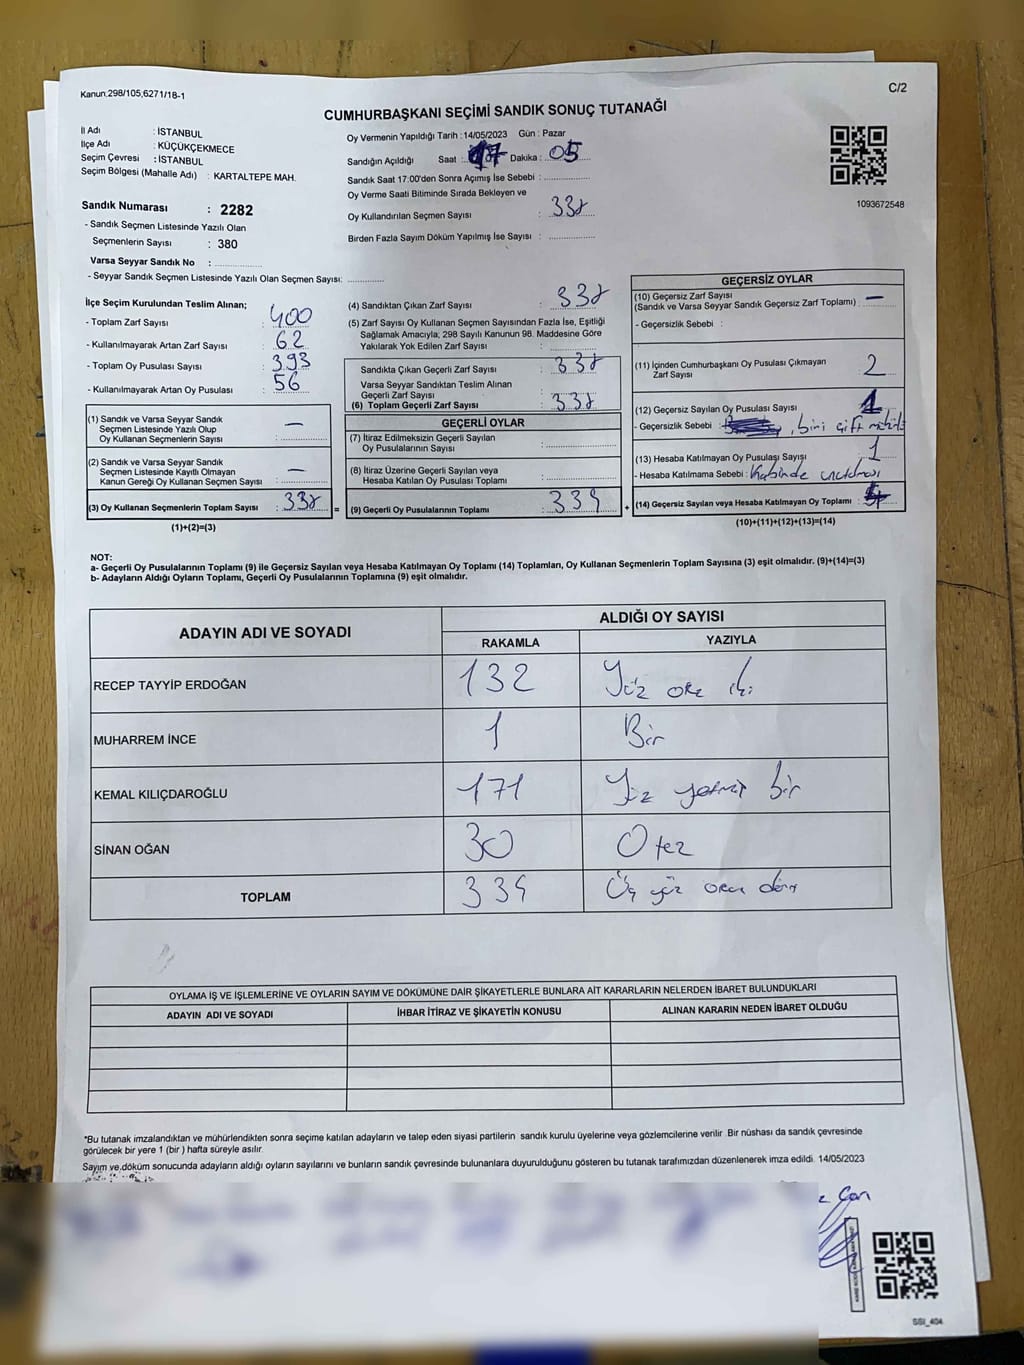 Kanun:298/105,6271/18-1
C/2
CUMHURBAŞKANI SEÇİMİ SANDIK SONUÇ TUTANAĞI
İl Adı : İSTANBUL
İlçe Adı : KÜÇÜKÇEKMECE
Seçim Çevresi : İSTANBUL
Seçim Bölgesi (Mahalle Adı) : KARTALTEPE MAH.
Sandık Numarası : 2282
- Sandık Seçmen Listesinde Yazılı Olan
Seçmenlerin Sayısı : 380
Varsa Seyyar Sandık No :
- Seyyar Sandık Seçmen Listesinde Yazılı Olan Seçmen Sayısı:
Oy Vermenin Yapıldığı Tarih :14/05/2023 Gün : Pazar
Sandığın Açıldığı Saat : 17 Dakika : 05
Sandık Saat 17:00'den Sonra Açımış İse Sebebi :
Oy Verme Saati Bitiminde Sırada Bekleyen ve
Oy Kullandırılan Seçmen Sayısı : 338
Birden Fazla Sayım Döküm Yapılmış İse Sayısı :
1093672548
İlçe Seçim Kurulundan Teslim Alınan;
- Toplam Zarf Sayısı : 400
- Kullanılmayarak Artan Zarf Sayısı : 62
- Toplam Oy Pusulası Sayısı : 393
- Kullanılmayarak Artan Oy Pusulası : 56
(1) Sandık ve Varsa Seyyar Sandık
Seçmen Listesinde Yazılı Olup
Oy Kullanan Seçmenlerin Sayısı : —
(2) Sandık ve Varsa Seyyar Sandık
Seçmen Listesinde Kayıtlı Olmayan
Kanun Gereği Oy Kullanan Seçmen Sayısı : —
(3) Oy Kullanan Seçmenlerin Toplam Sayısı : 338 =
(1)+(2)=(3)
(4) Sandıktan Çıkan Zarf Sayısı : 338
(5) Zarf Sayısı Oy Kullanan Seçmen Sayısından Fazla İse, Eşitliği
Sağlamak Amacıyla, 298 Sayılı Kanunun 98. Maddesine Göre
Yakılarak Yok Edilen Zarf Sayısı :
Sandıkta Çıkan Geçerli Zarf Sayısı : 338
Varsa Seyyar Sandıktan Teslim Alınan
Geçerli Zarf Sayısı :
(6) Toplam Geçerli Zarf Sayısı : 338
GEÇERLİ OYLAR
(7) İtiraz Edilmeksizin Geçerli Sayılan
Oy Pusulalarının Sayısı :
(8) İtiraz Üzerine Geçerli Sayılan veya
Hesaba Katılan Oy Pusulası Toplamı :
(9) Geçerli Oy Pusulalarının Toplamı : 334 +
GEÇERSİZ OYLAR
(10) Geçersiz Zarf Sayısı
(Sandık ve Varsa Seyyar Sandık Geçersiz Zarf Toplamı) : —
- Geçersizlik Sebebi :
(11) İçinden Cumhurbaşkanı Oy Pusulası Çıkmayan
Zarf Sayısı : 2
(12) Geçersiz Sayılan Oy Pusulası Sayısı : 1
- Geçersizlik Sebebi : , biri çift mühür
(13) Hesaba Katılmayan Oy Pusulaşı Sayısı : 1
- Hesaba Katılmama Sebebi : Kabinde unutması
(14) Geçersiz Sayılan veya Hesaba Katılmayan Oy Toplamı : 4
(10)+(11)+(12)+(13)=(14)
NOT:
a- Geçerli Oy Pusulalarının Toplamı (9) ile Geçersiz Sayılan veya Hesaba Katılmayan Oy Toplamı (14) Toplamları, Oy Kullanan Seçmenlerin Toplam Sayısına (3) eşit olmalıdır. (9)+(14)=(3)
b- Adayların Aldığı Oyların Toplamı, Geçerli Oy Pusulalarının Toplamına (9) eşit olmalıdır.
ADAYIN ADI VE SOYADI ALDIĞI OY SAYISI
RAKAMLA YAZIYLA
RECEP TAYYİP ERDOĞAN 132 Yüz otuz iki
MUHARREM İNCE 1 Bir
KEMAL KILIÇDAROĞLU 171 Yüz yetmiş bir
SİNAN OĞAN 30 Otuz
TOPLAM 334 Üç yüz otuz dört
OYLAMA İŞ VE İŞLEMLERİNE VE OYLARIN SAYIM VE DÖKÜMÜNE DAİR ŞİKAYETLERLE BUNLARA AİT KARARLARIN NELERDEN İBARET BULUNDUKLARI
ADAYIN ADI VE SOYADI İHBAR İTİRAZ VE ŞİKAYETİN KONUSU ALINAN KARARIN NEDEN İBARET OLDUĞU
*Bu tutanak imzalandıktan ve mühürlendikten sonra seçime katılan adayların ve talep eden siyasi partilerin sandık kurulu üyelerine veya gözlemcilerine verilir. Bir nüshası da sandık çevresinde
görülecek bir yere 1 (bir ) hafta süreyle asılır.
Sayım ve döküm sonucunda adayların aldığı oyların sayılarını ve bunların sandık çevresinde bulunanlara duyurulduğunu gösteren bu tutanak tarafımızdan düzenlenerek imza edildi. 14/05/2023
SSI_404